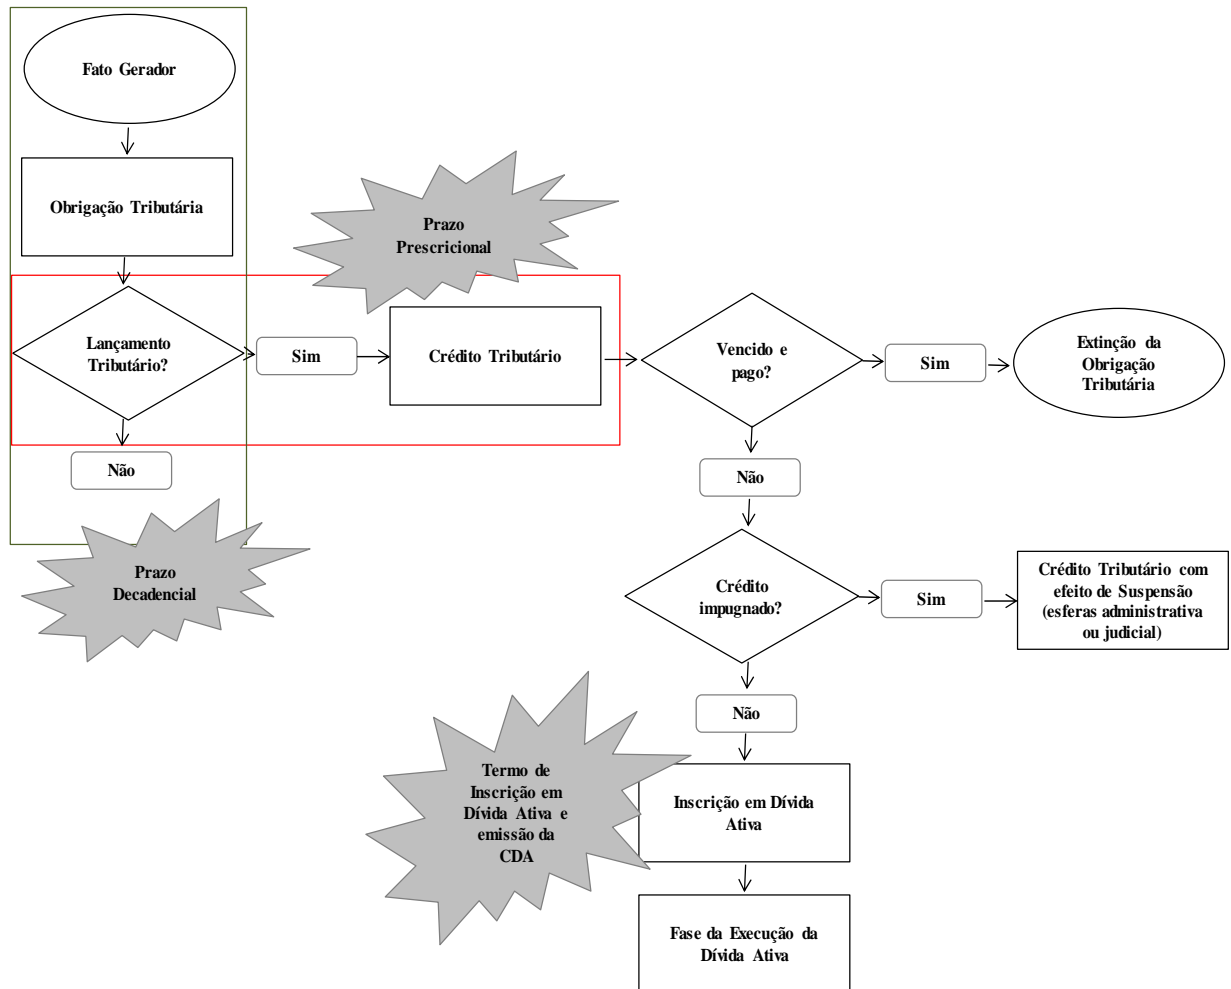 Fato Gerador
Obrigação Tributária
Prazo
Prescricional
Lançamento
Tributário?
Sim
Crédito Tributário
Vencido e
pago?
Sim
Extinção da
Obrigação
Tributária
Não
Não
Prazo
Decadencial
Crédito
impugnado?
Sim
Crédito Tributário com
efeito de Suspensão
(esferas administrativa
ou judicial)
Não
Termo de
Inscrição em
Dívida Ativa e
emissão da
CDA
Inscrição em Dívida
Ativa
Fase da Execução da
Dívida Ativa